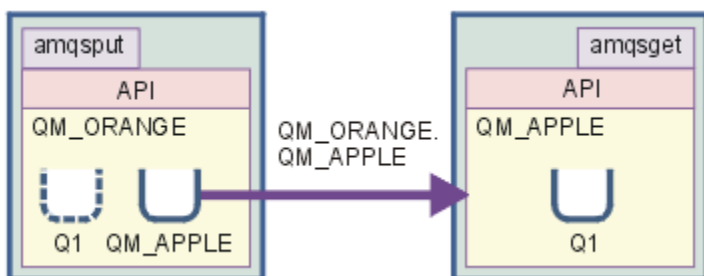 amqsput
API
QM_ORANGE
Q1 QM_APPLE
QM_ORANGE.
QM_APPLE
amqsget
API
QM_APPLE
Q1